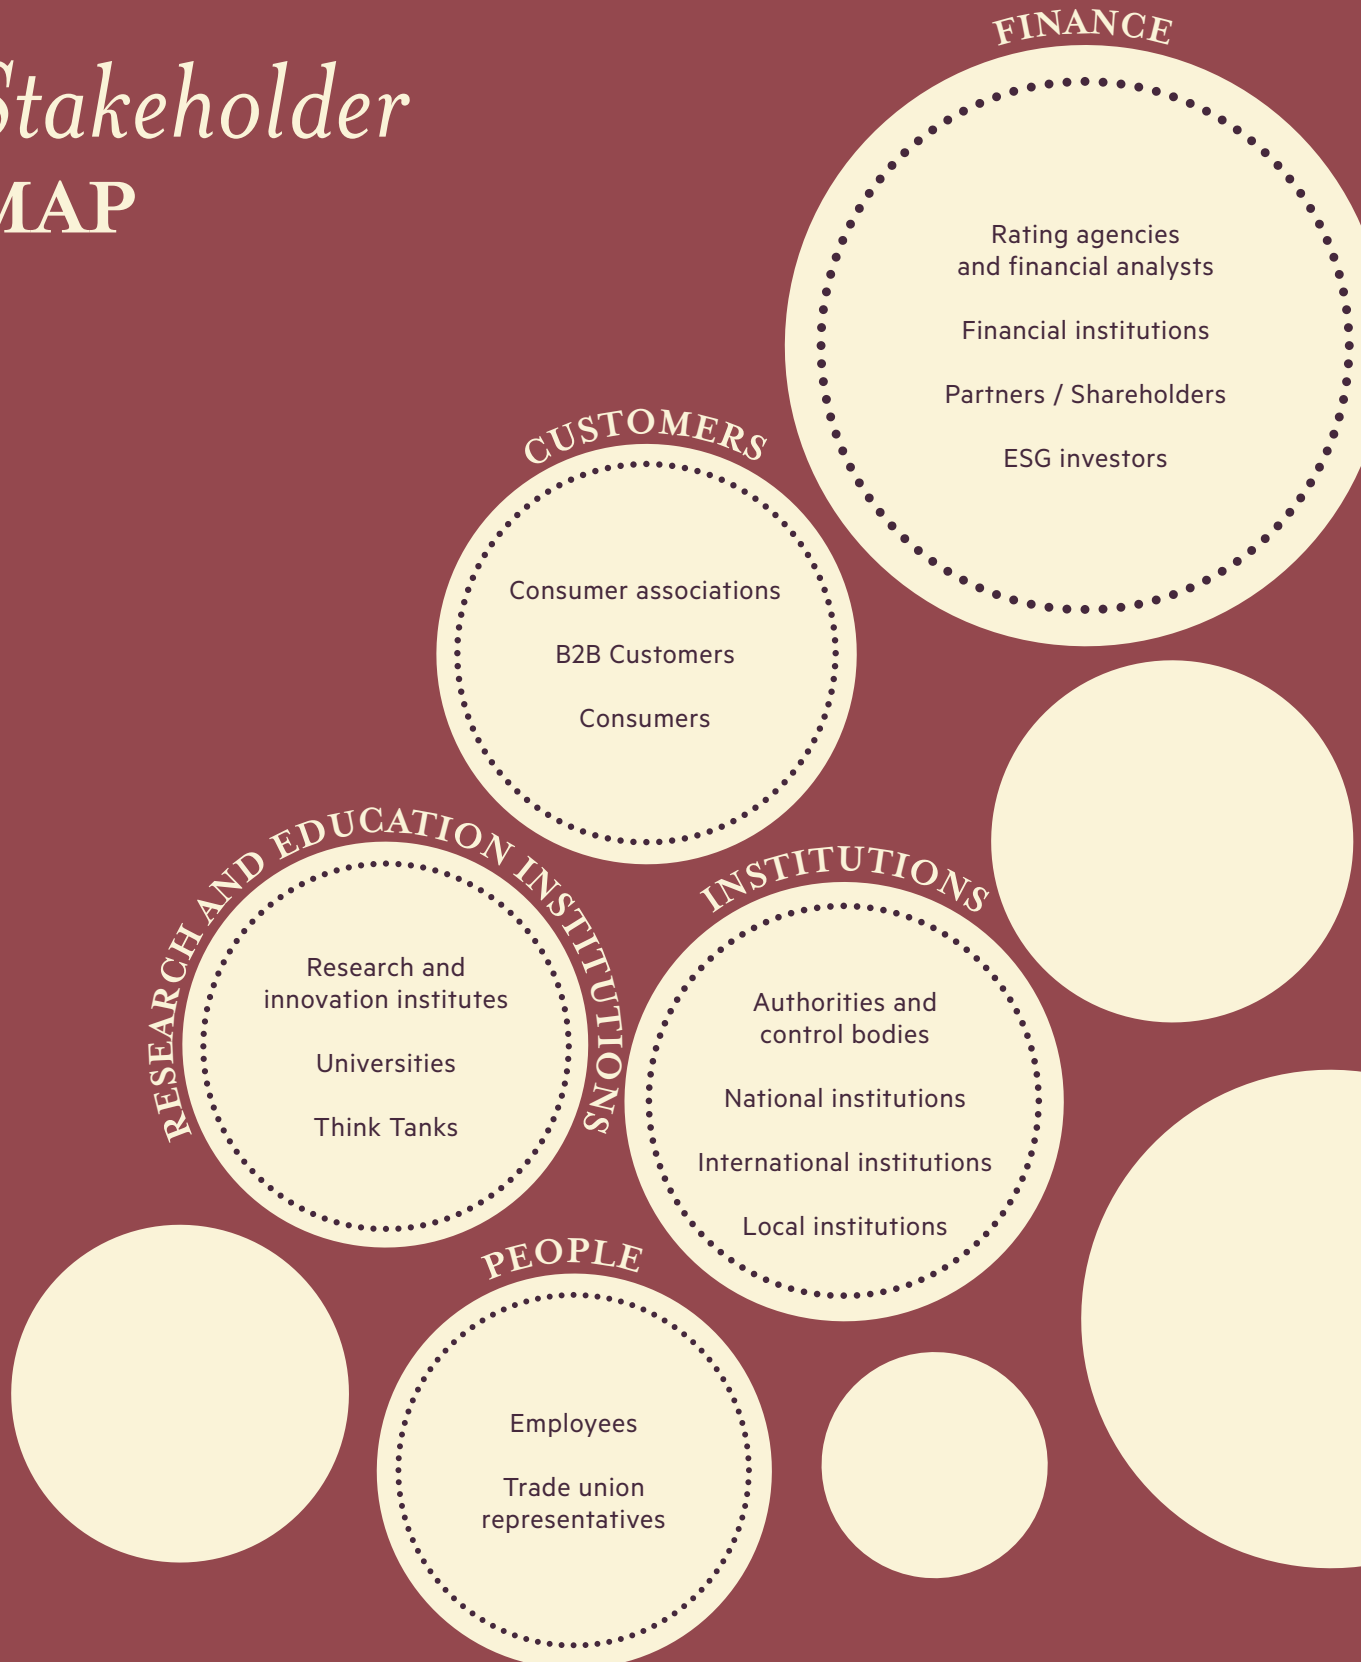 Stakeholder
MAP
FINANCE
Rating agencies
and financial analysts
Financial institutions
Partners / Shareholders
ESG investors
CUSTOMERS
Consumer associations
B2B Customers
Consumers
RESEARCH AND EDUCATION INSTITUTIONS
Research and
innovation institutes
Universities
Think Tanks
INSTITUTIONS
Authorities and
control bodies
National institutions
International institutions
Local institutions
PEOPLE
Employees
Trade union
representatives